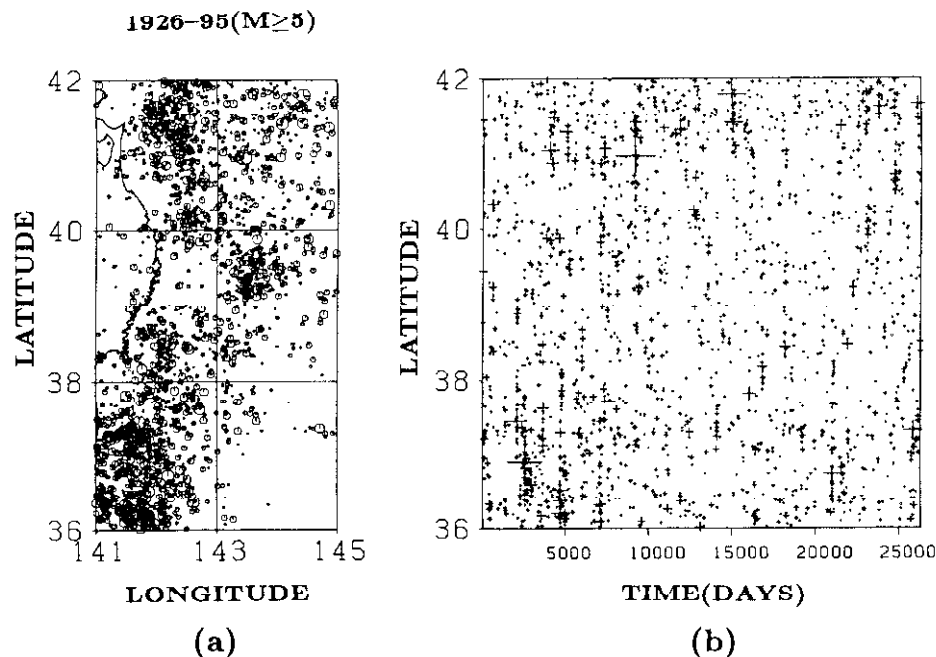 1926-95(M≥5)
42
40
38
36
LATITUDE
141 143 145
LONGITUDE
(a)
42
40
38
36
LATITUDE
5000 10000 15000 20000 25000
TIME(DAYS)
(b)